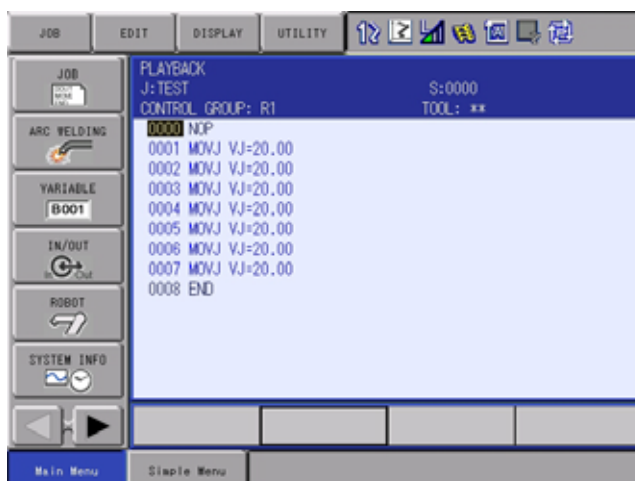 JOB EDIT DISPLAY UTILITY
JOB
ARC WELDING
VARIABLE
B001
IN/OUT
In Out
ROBOT
SYSTEM INFO
PLAYBACK
J:TEST S:0000
CONTROL GROUP: R1 TOOL: **
0000 NOP
0001 MOVJ VJ=20.00
0002 MOVJ VJ=20.00
0003 MOVJ VJ=20.00
0004 MOVJ VJ=20.00
0005 MOVJ VJ=20.00
0006 MOVJ VJ=20.00
0007 MOVJ VJ=20.00
0008 END
Main Menu Simple Menu